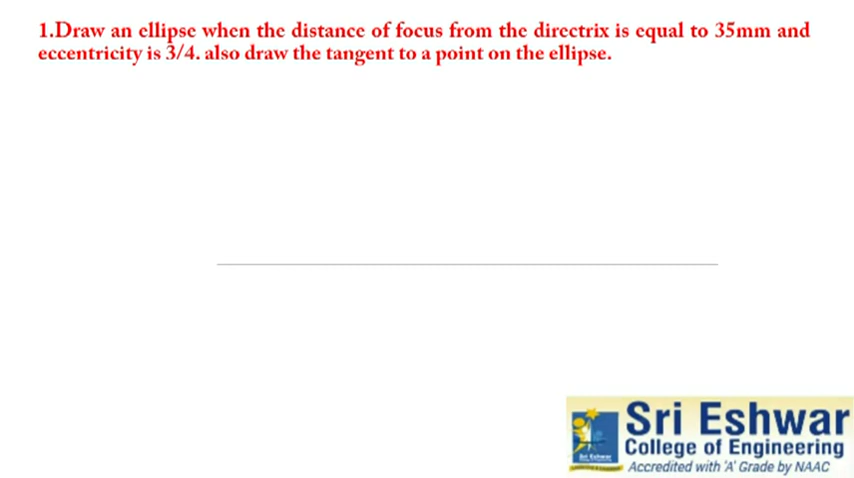 1.Draw an ellipse when the distance of focus from the directrix is equal to 35mm and
eccentricity is 3/4. also draw the tangent to a point on the ellipse.
Sri Eshwar
College of Engineering
Accredited with 'A' Grade by NAAC
Sri Eshwar